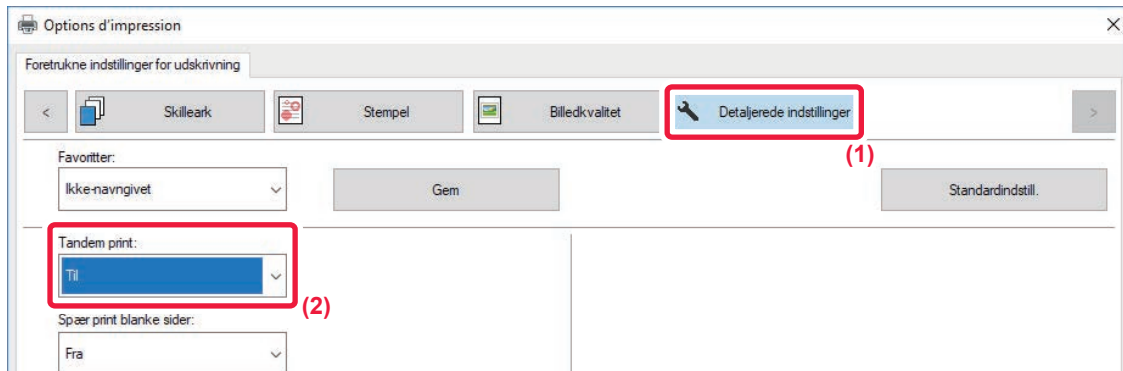 Options d'impression
Foretrukne indstillinger for udskrivning
< Skilleark Stempel Billedkvalitet Detaljerede indstillinger >
(1)
Favoritter:
Ikke-navngivet Gem Standardindstill.
Tandem print:
Til
(2)
Spær print blanke sider:
Fra